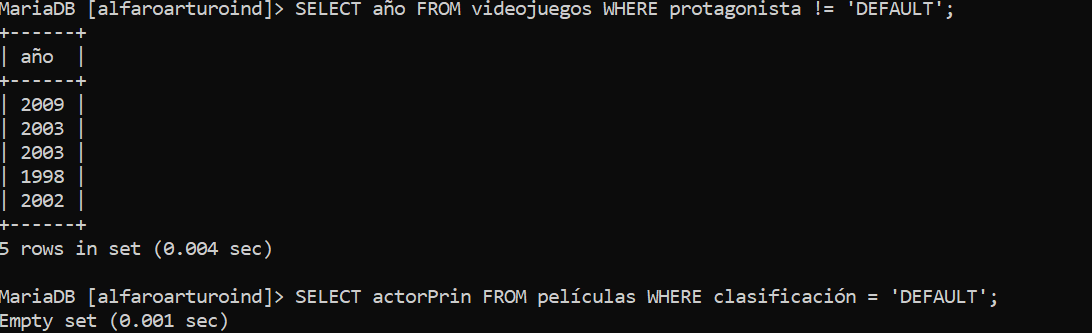 MariaDB [alfaroarturoind]> SELECT año FROM videojuegos WHERE protagonista != 'DEFAULT';
+------+
| año  |
+------+
| 2009 |
| 2003 |
| 2003 |
| 1998 |
| 2002 |
+------+
5 rows in set (0.004 sec)

MariaDB [alfaroarturoind]> SELECT actorPrin FROM películas WHERE clasificación = 'DEFAULT';
Empty set (0.001 sec)